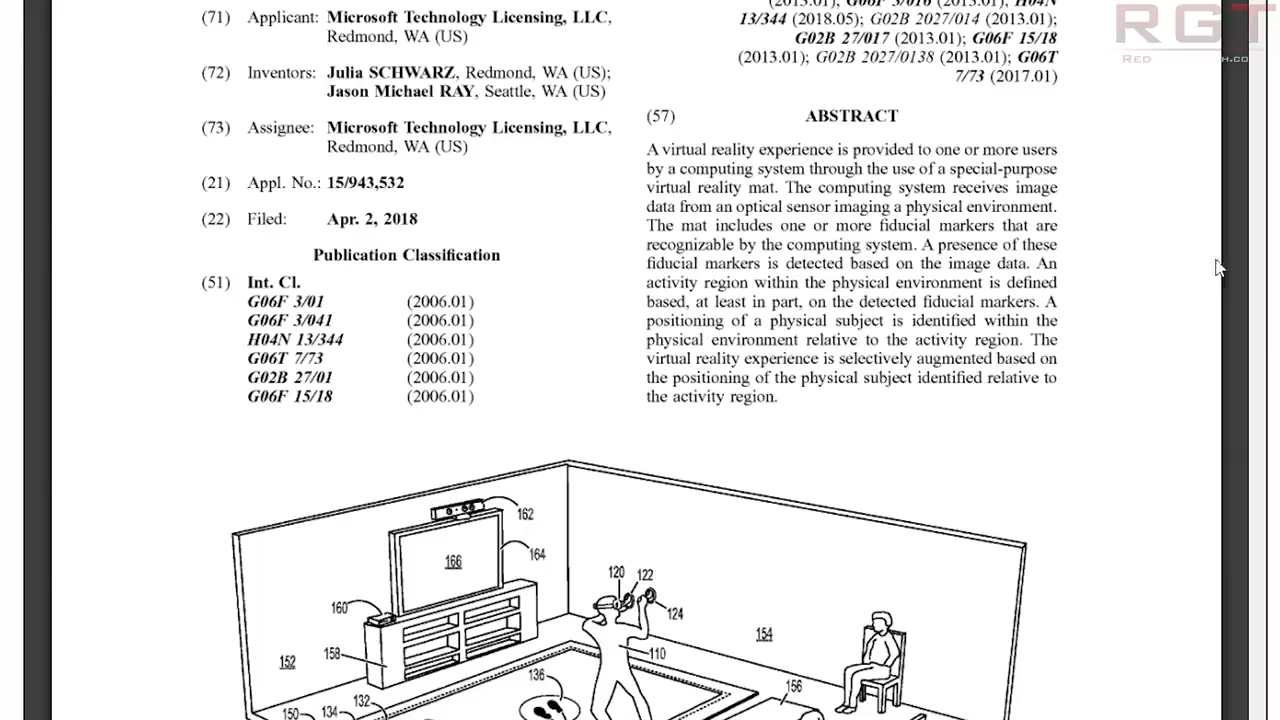 (71) Applicant: Microsoft Technology Licensing, LLC,
Redmond, WA (US)
(72) Inventors: Julia SCHWARZ, Redmond, WA (US);
Jason Michael RAY, Seattle, WA (US)
(73) Assignee: Microsoft Technology Licensing, LLC,
Redmond, WA (US)
(21) Appl. No.: 15/943,532
(22) Filed: Apr. 2, 2018
Publication Classification
(51) Int. Cl.
G06F 3/01 (2006.01)
G06F 3/041 (2006.01)
H04N 13/344 (2006.01)
G06T 7/73 (2006.01)
G02B 27/01 (2006.01)
G06F 15/18 (2006.01)
(2013.01); G06F 3/016 (2013.01); H04N
13/344 (2018.05); G02B 2027/014 (2013.01);
G02B 27/017 (2013.01); G06F 15/18
(2013.01); G02B 2027/0138 (2013.01); G06T
7/73 (2017.01)
(57) ABSTRACT
A virtual reality experience is provided to one or more users
by a computing system through the use of a special-purpose
virtual reality mat. The computing system receives image
data from an optical sensor imaging a physical environment.
The mat includes one or more fiducial markers that are
recognizable by the computing system. A presence of these
fiducial markers is detected based on the image data. An
activity region within the physical environment is defined
based, at least in part, on the detected fiducial markers. A
positioning of a physical subject is identified within the
physical environment relative to the activity region. The
virtual reality experience is selectively augmented based on
the positioning of the physical subject identified relative to
the activity region.
RGT
162
166
164
120
122
160
124
154
152
158
110
136
156
132
150
134